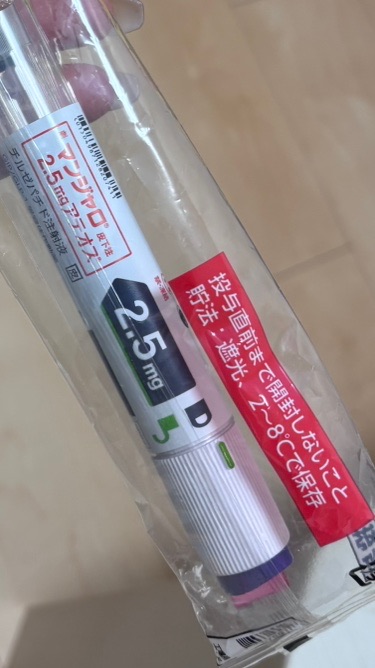 マンジャロ®皮下注
2.5mgアテオス®
チルゼパチド注射液
2.5mg
投与直前まで開封しないこと
貯法：遮光、2~8℃で保存